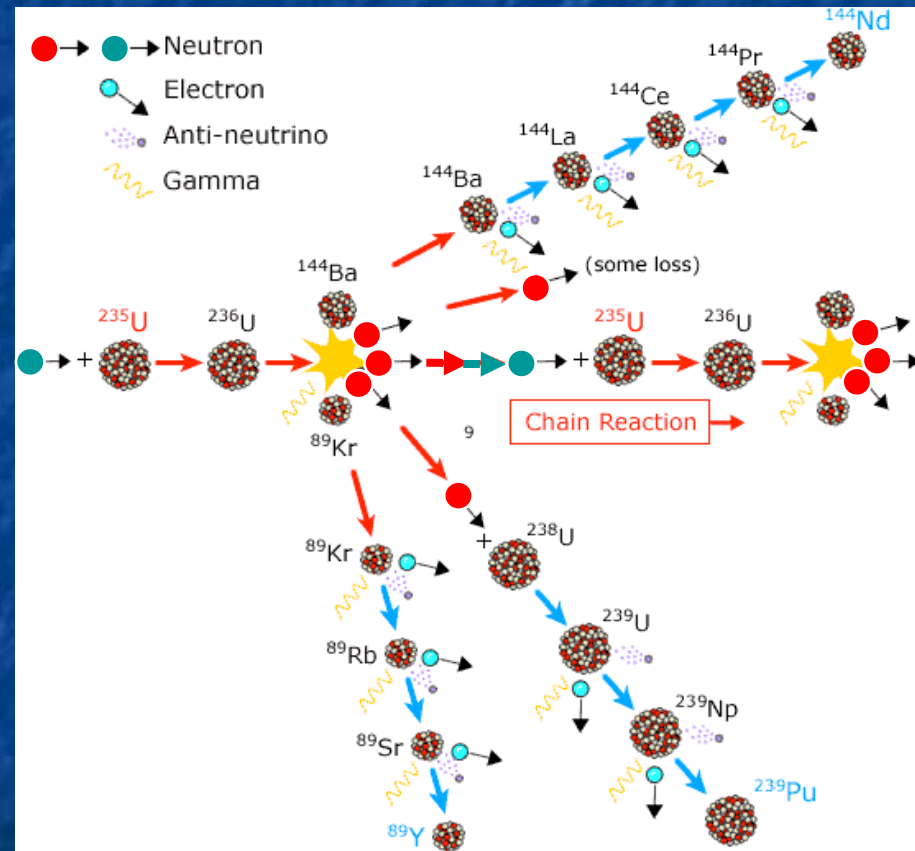 Neutron
Electron
Anti-neutrino
Gamma
¹⁴⁴Nd
¹⁴⁴Pr
¹⁴⁴Ce
¹⁴⁴La
¹⁴⁴Ba
(some loss)
¹⁴⁴Ba
+ ²³⁵U
²³⁶U
+ ²³⁵U
²³⁶U
Chain Reaction
⁸⁹Kr
9
⁸⁹Kr
⁸⁹Rb
⁸⁹Sr
⁸⁹Y
+ ²³⁸U
²³⁹U
²³⁹Np
²³⁹Pu